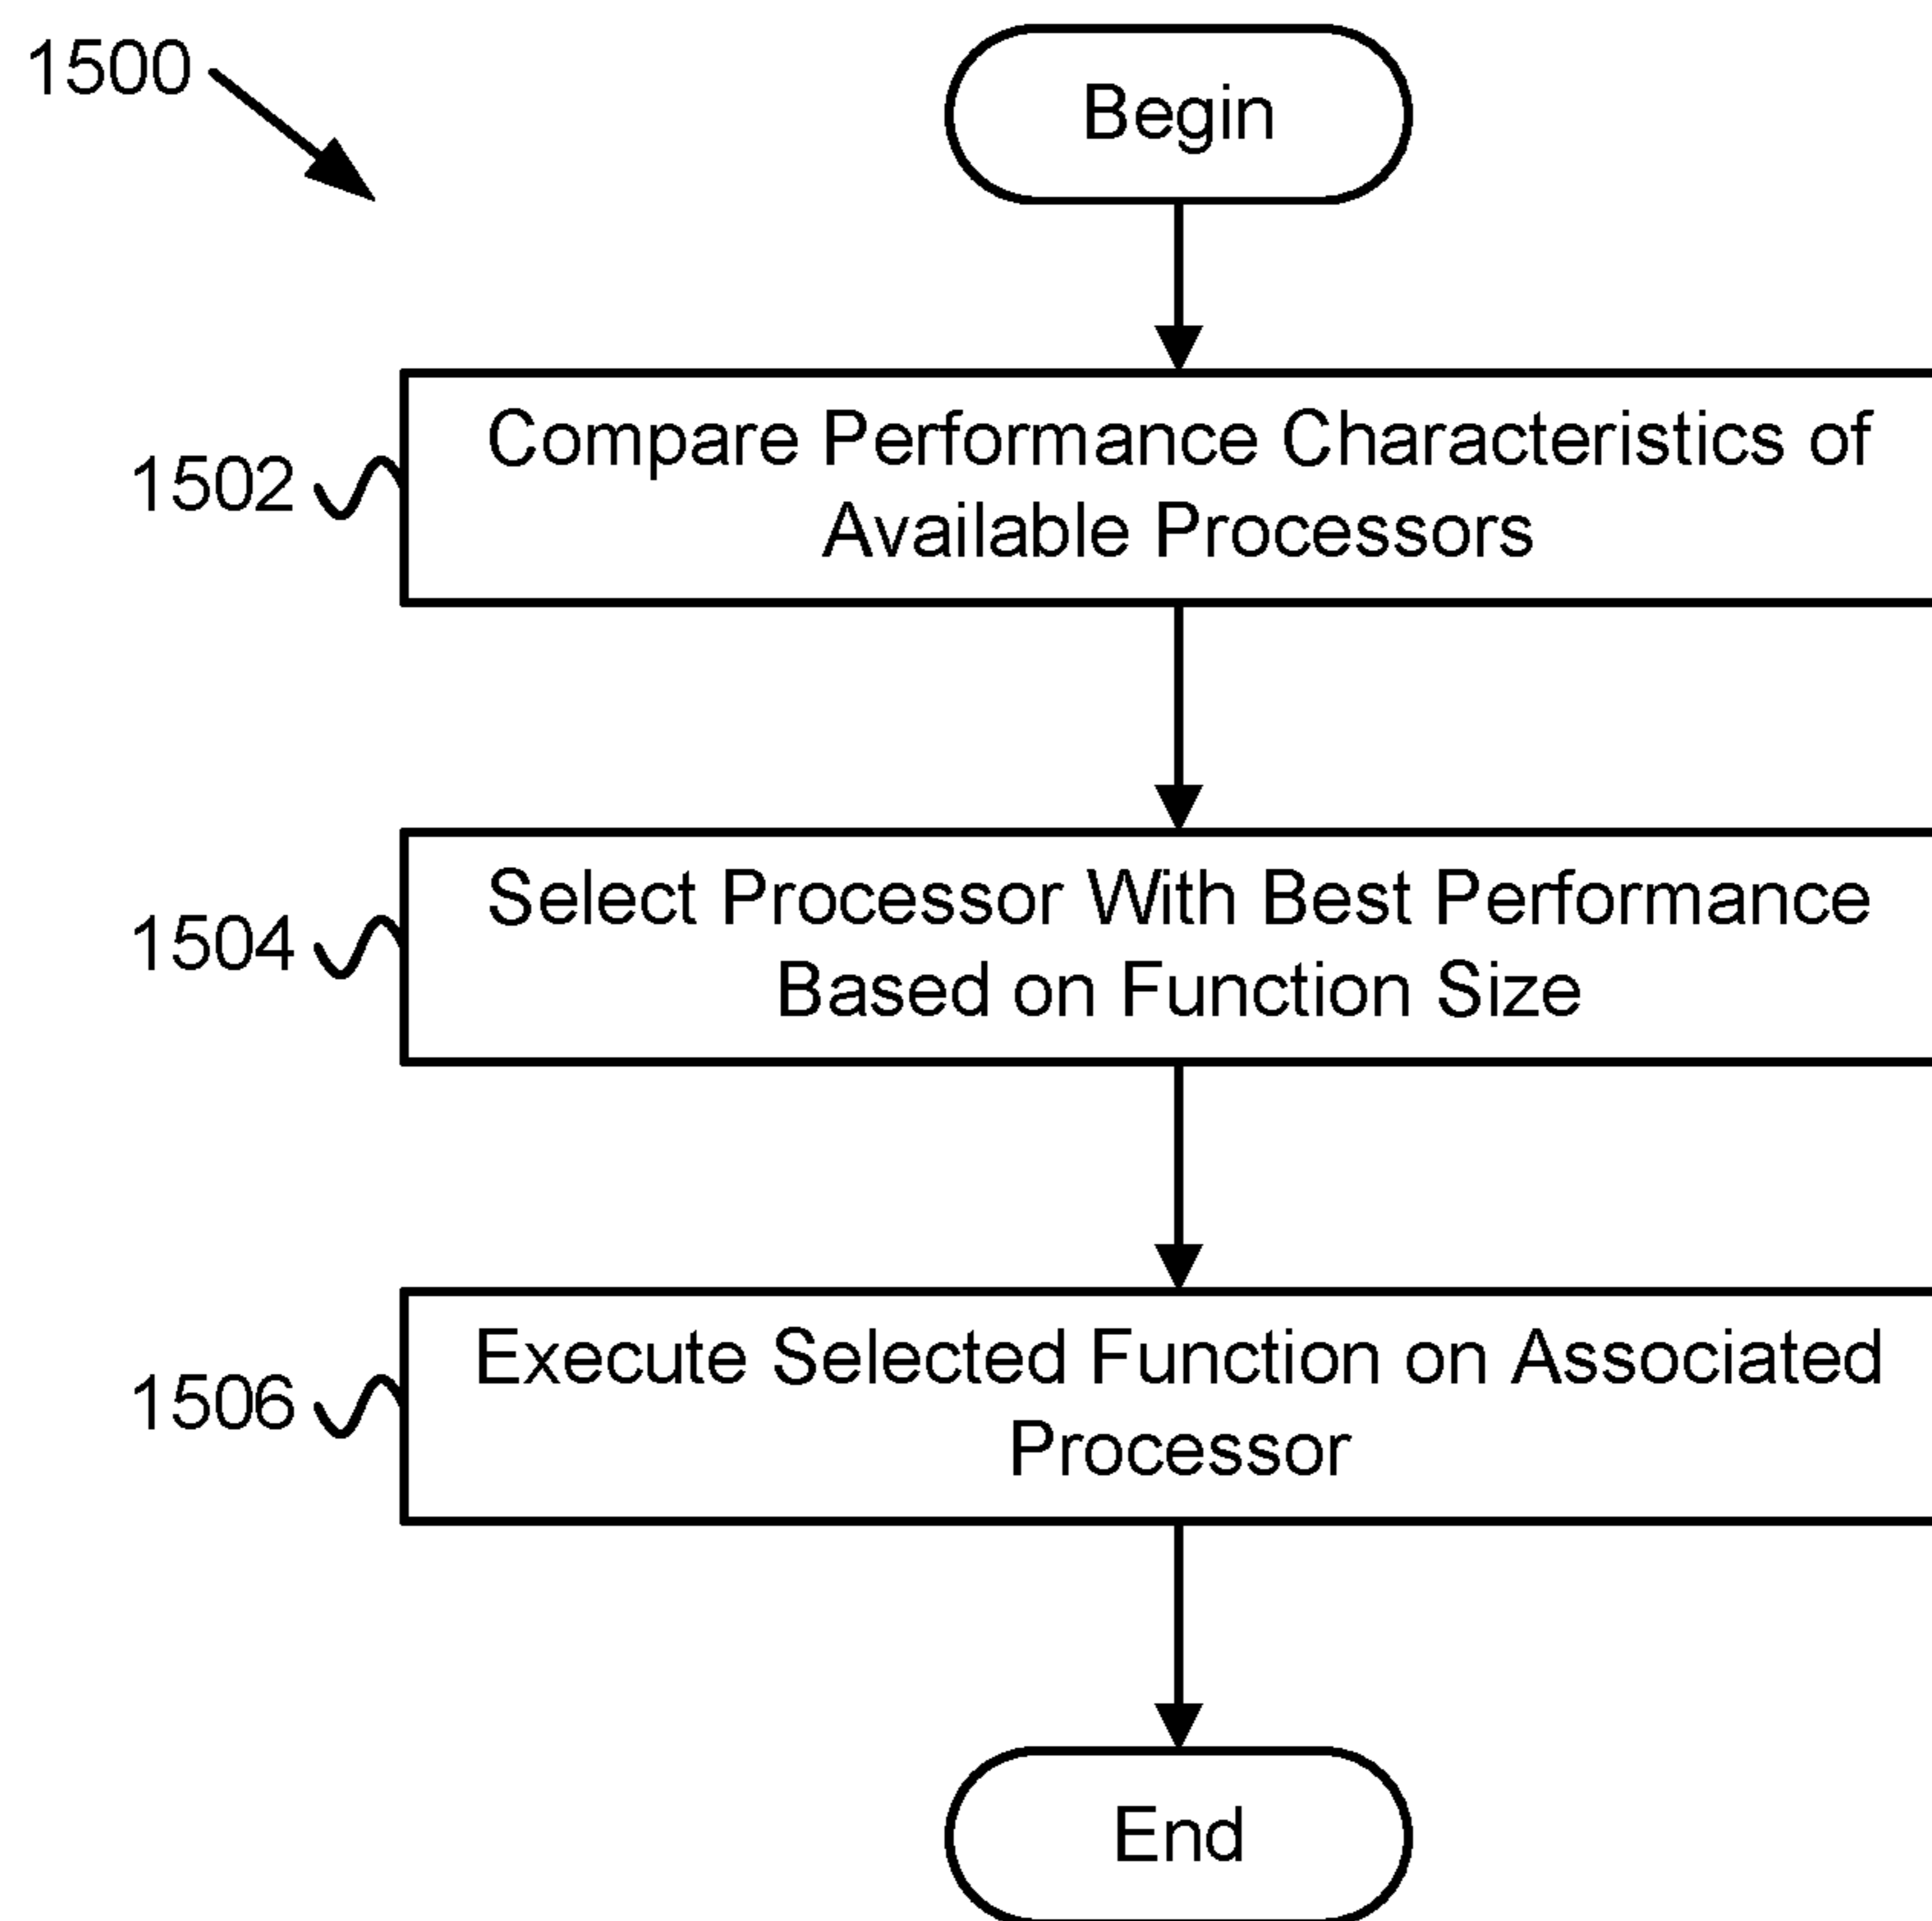 1500
Begin
1502
Compare Performance Characteristics of
Available Processors
1504
Select Processor With Best Performance
Based on Function Size
1506
Execute Selected Function on Associated
Processor
End